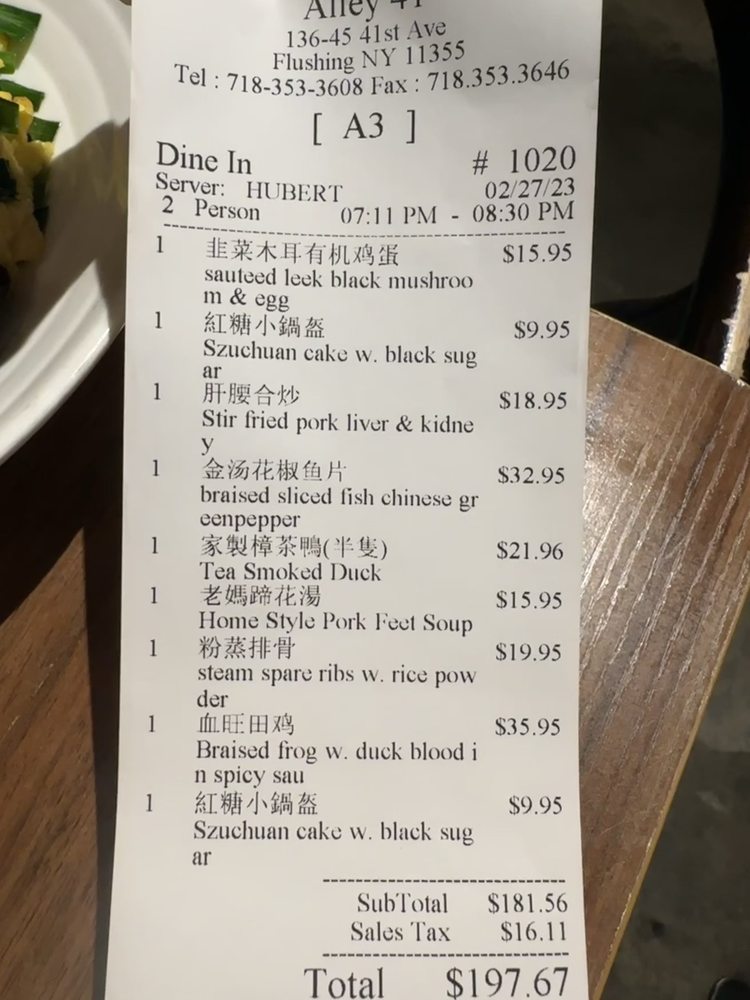 Alley 41
136-45 41st Ave
Flushing NY 11355
Tel : 718-353-3608 Fax : 718.353.3646
[ A3 ]
Dine In # 1020
Server: HUBERT 02/27/23
2 Person 07:11 PM - 08:30 PM
1 韭菜木耳有机鸡蛋 $15.95
sauteed leek black mushroo
m & egg
1 紅糖小鍋盔 $9.95
Szuchuan cake w. black sug
ar
1 肝腰合炒 $18.95
Stir fried pork liver & kidne
y
1 金汤花椒鱼片 $32.95
braised sliced fish chinese gr
eenpepper
1 家製樟茶鴨(半隻) $21.96
Tea Smoked Duck
1 老媽蹄花湯 $15.95
Home Style Pork Feet Soup
1 粉蒸排骨 $19.95
steam spare ribs w. rice pow
der
1 血旺田鸡 $35.95
Braised frog w. duck blood i
n spicy sau
1 紅糖小鍋盔 $9.95
Szuchuan cake w. black sug
ar
SubTotal $181.56
Sales Tax $16.11
Total $197.67